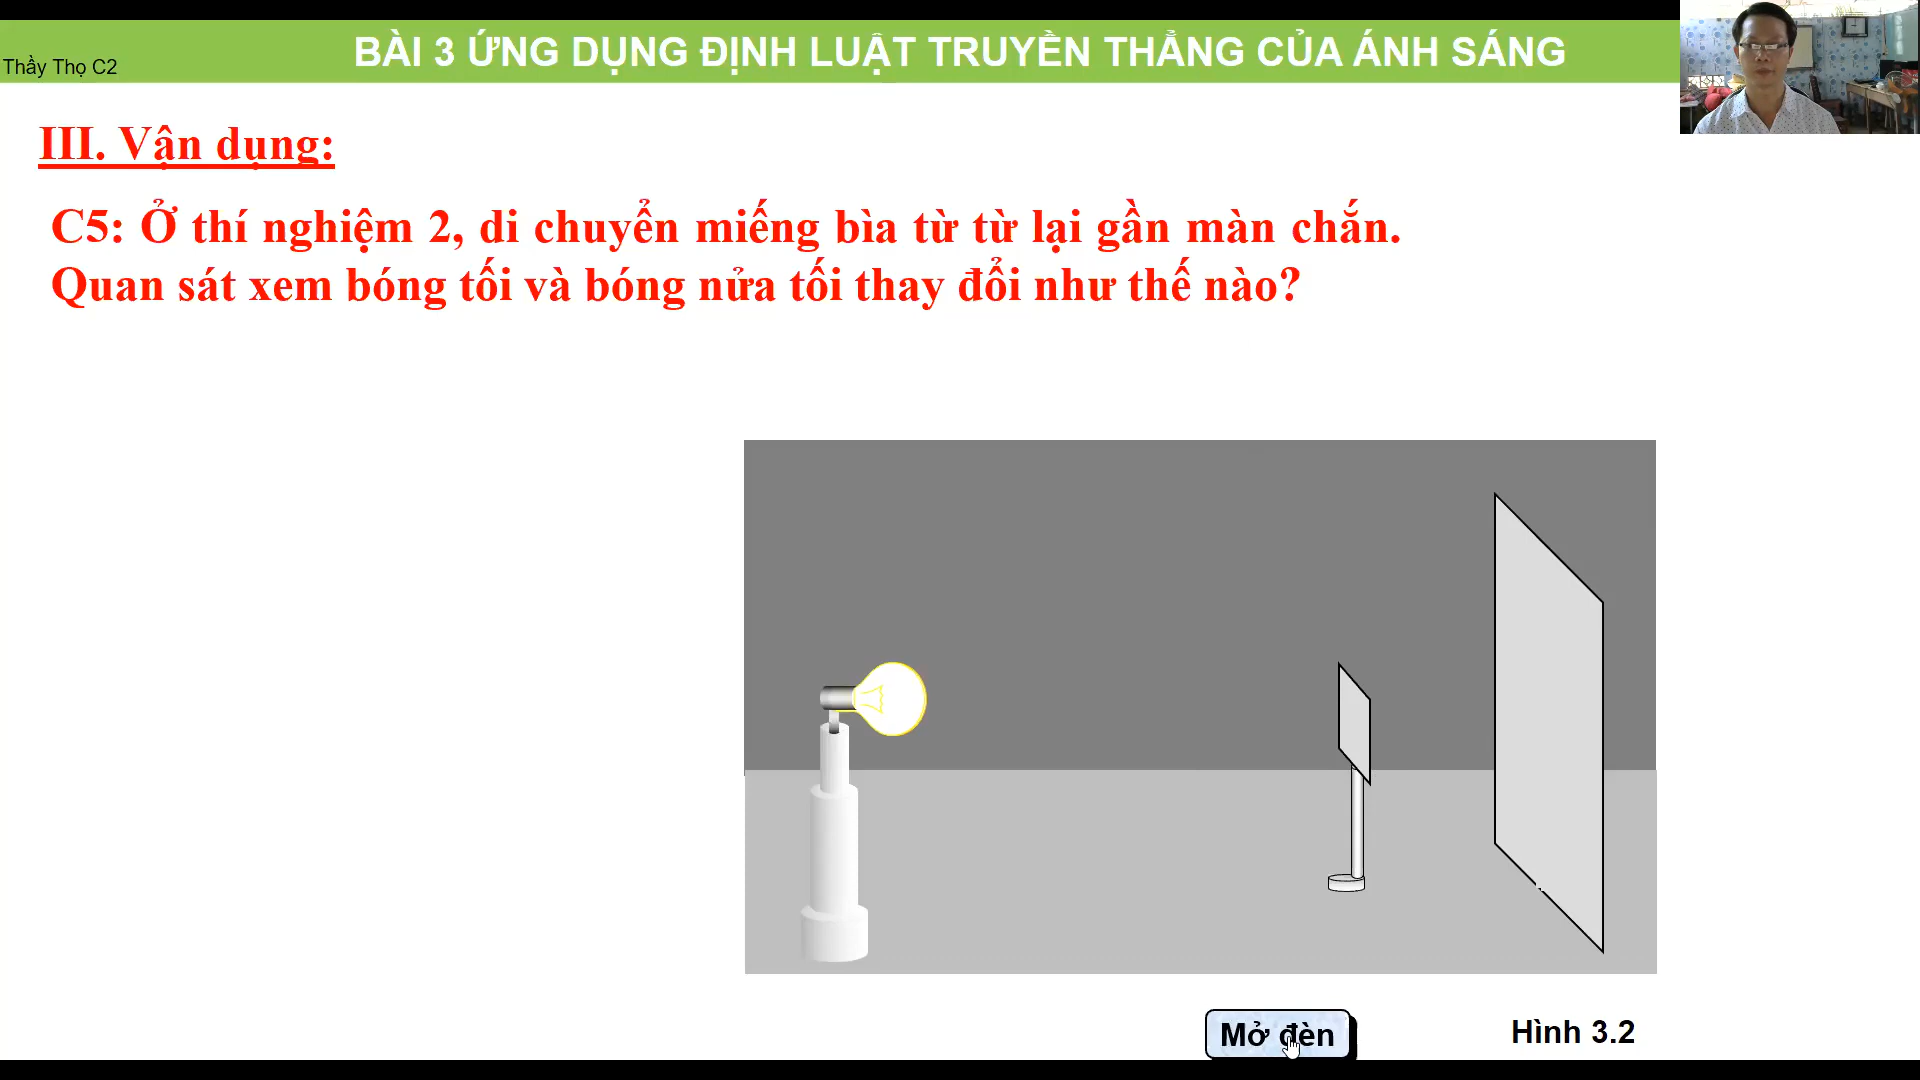 BÀI 3 ỨNG DỤNG ĐỊNH LUẬT TRUYỀN THẲNG CỦA ÁNH SÁNG
Thầy Thọ C2
III. Vận dụng:
C5: Ở thí nghiệm 2, di chuyển miếng bìa từ từ lại gần màn chắn.
Quan sát xem bóng tối và bóng nửa tối thay đổi như thế nào?
Mở đèn
Hình 3.2